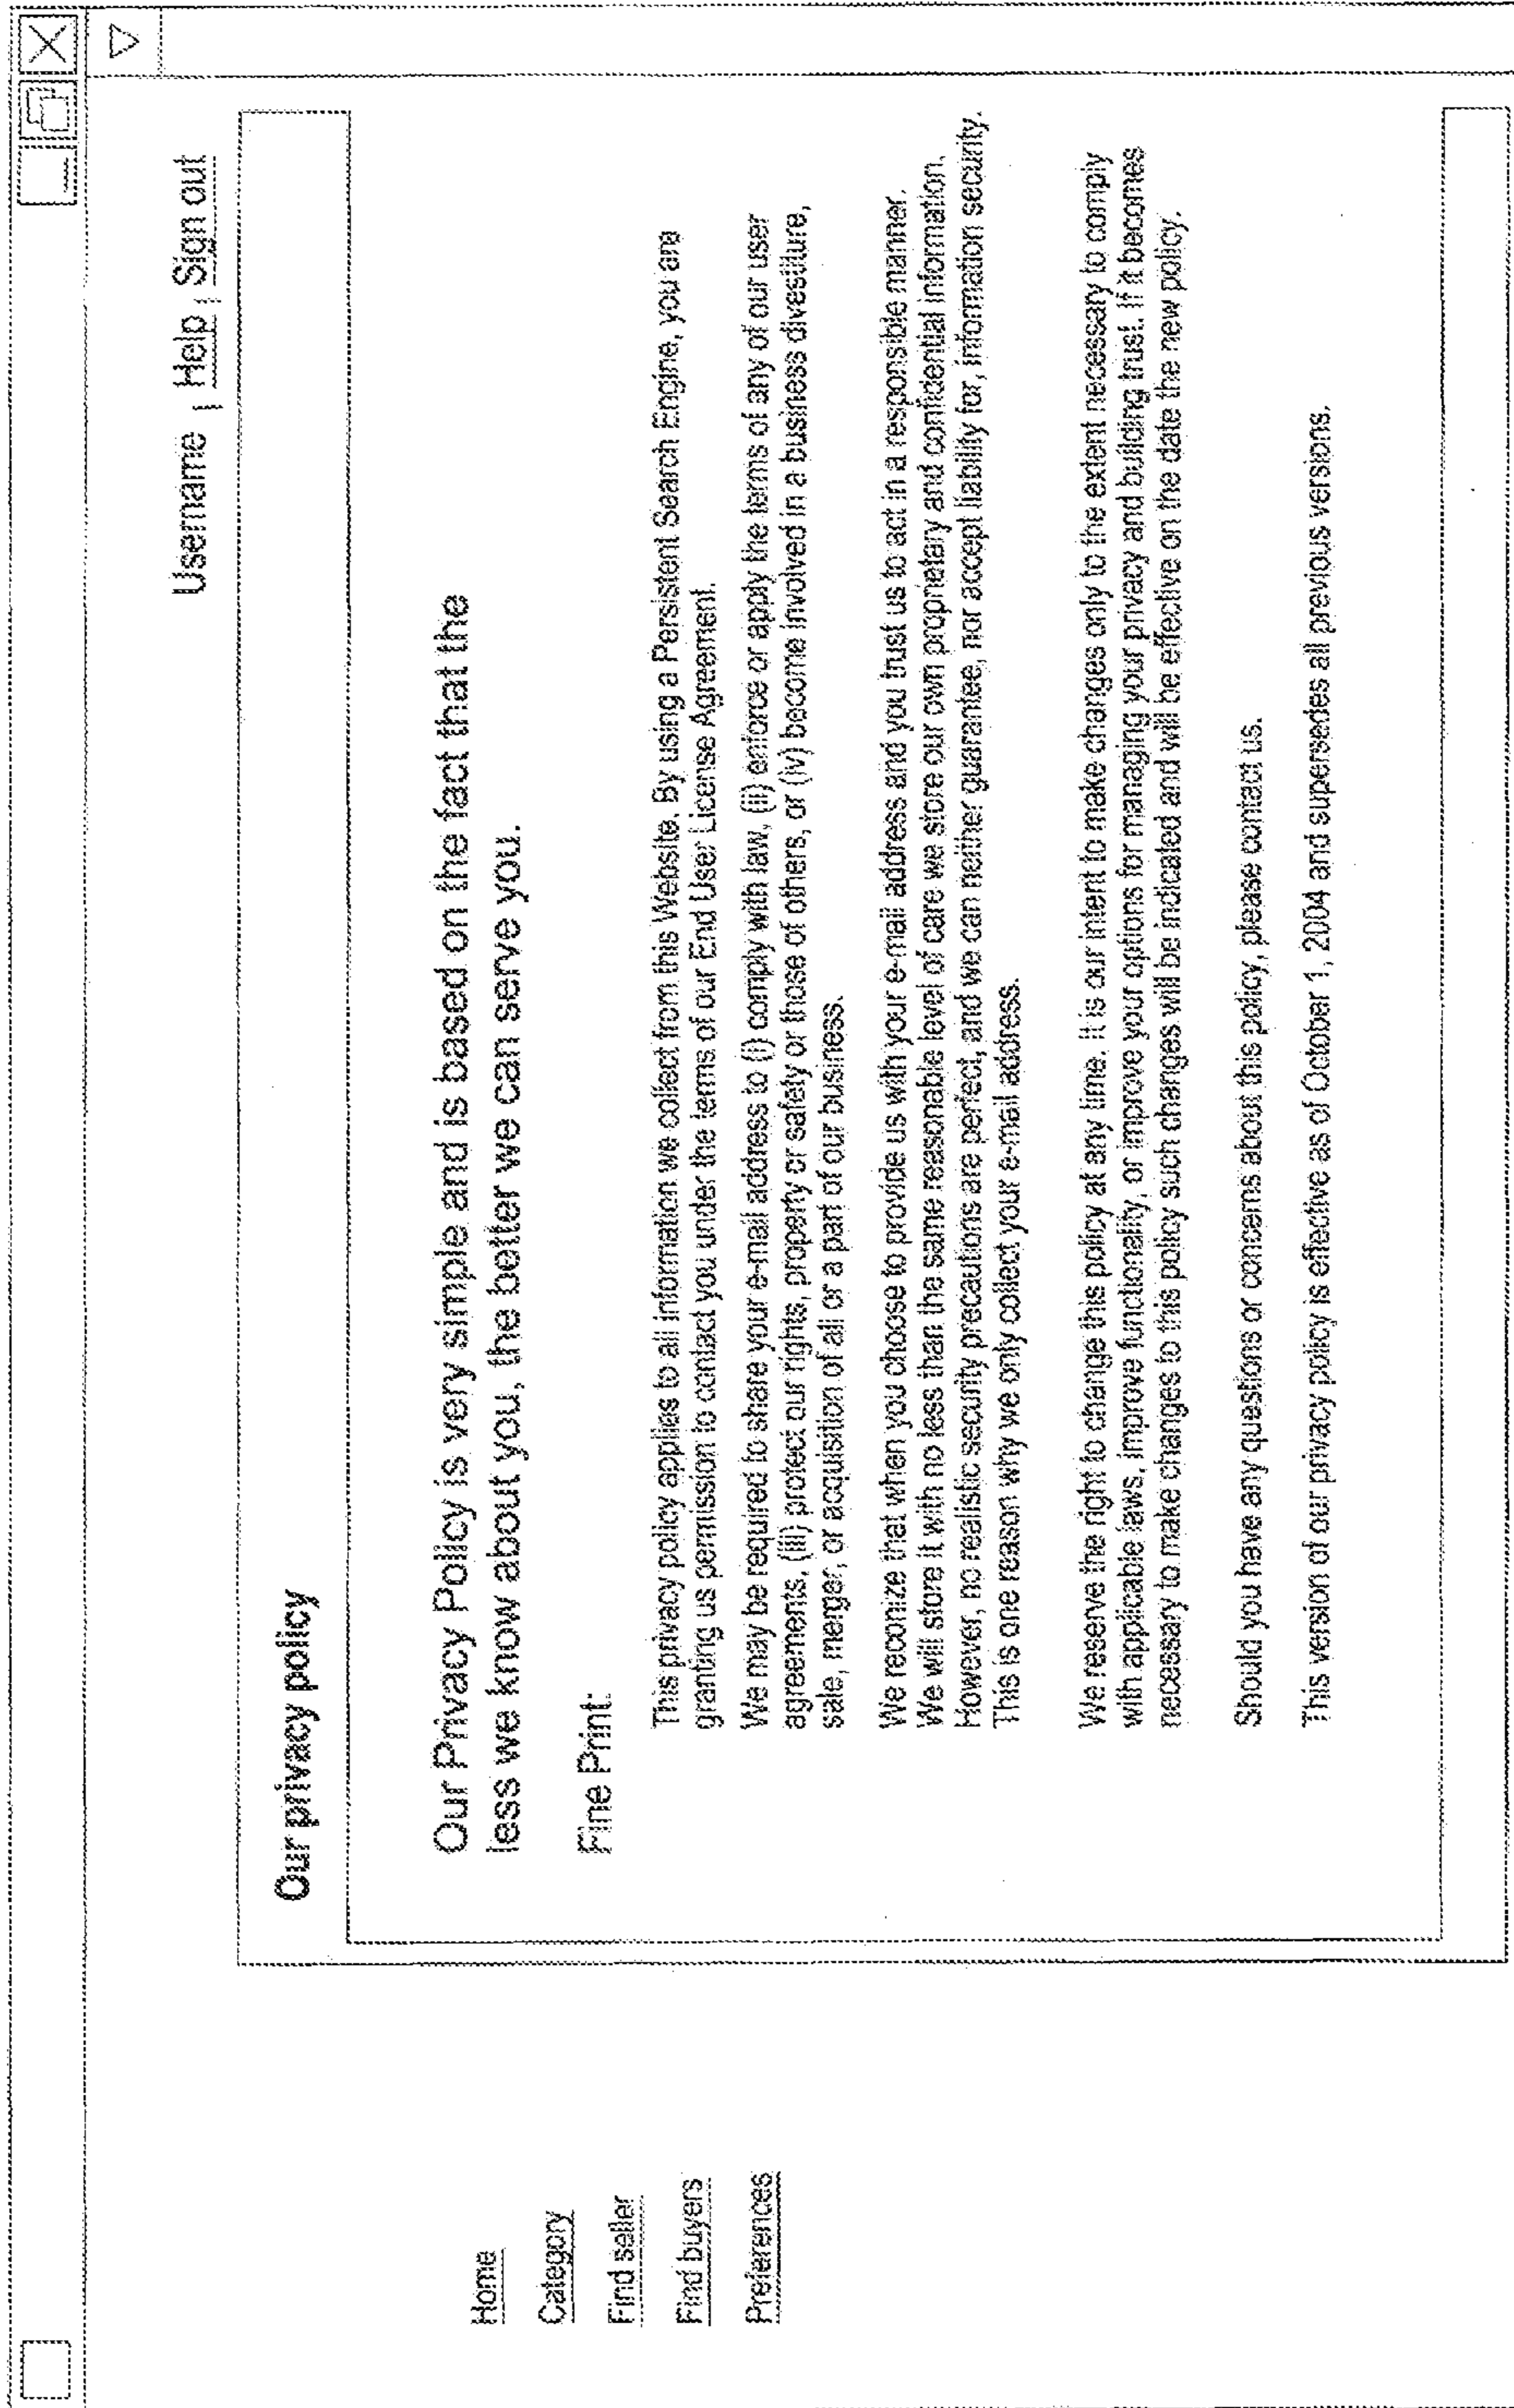 Username | Help | Sign out
Our privacy policy
Home
Category
Find seller
Find buyers
Preferences
Our Privacy Policy is very simple and is based on the fact that the
less we know about you, the better we can serve you.
Fine Print:
This privacy policy applies to all information we collect from this Website. By using a Persistent Search Engine, you are
granting us permission to contact you under the terms of our End User License Agreement.
We may be required to share your e-mail address to (i) comply with law, (ii) enforce or apply the terms of any of our user
agreements, (iii) protect our rights, property or safety or those of others, or (iv) become involved in a business divestiture,
sale, merger, or acquisition of all or a part of our business.
We reconize that when you choose to provide us with your e-mail address and you trust us to act in a responsible manner.
We will store it with no less than the same reasonable level of care we store our own proprietary and confidential information.
However, no realistic security precautions are perfect, and we can neither guarantee, nor accept liability for, information security.
This is one reason why we only collect your e-mail address.
We reserve the right to change this policy at any time. It is our intent to make changes only to the extent necessary to comply
with applicable laws, improve functionality, or improve your options for managing your privacy and building trust. If it becomes
necessary to make changes to this policy such changes will be indicated and will be effective on the date the new policy.
Should you have any questions or concerns about this policy, please contact us.
This version of our privacy policy is effective as of October 1, 2004 and supersedes all previous versions.